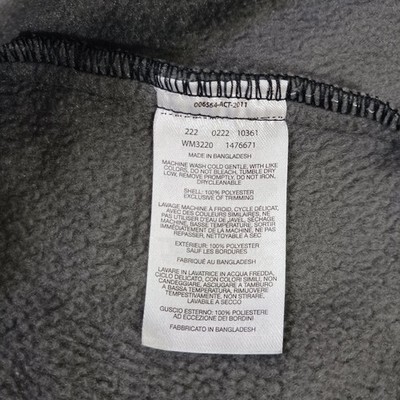 006564-ACT-2011
222 0222 10361
WM3220 1476671
MADE IN BANGLADESH
MACHINE WASH COLD GENTLE, WITH LIKE
COLORS, DO NOT BLEACH, TUMBLE DRY
LOW, REMOVE PROMPTLY, DO NOT IRON,
DRYCLEANABLE
SHELL: 100% POLYESTER
EXCLUSIVE OF TRIMMING
LAVAGE MACHINE À FROID, CYCLE DÉLICAT,
AVEC DES COULEURS SIMILAIRES, NE
PAS UTILISER D'EAU DE JAVEL, SÉCHAGE
MACHINE À BASSE TEMPÉRATURE, SORTIR
IMMÉDIATEMENT DE LA MACHINE, NE PAS
REPASSER, NETTOYABLE A SEC
EXTÉRIEUR: 100% POLYESTER
SAUF LES BORDURES
FABRIQUÉ AU BANGLADESH
LAVARE IN LAVATRICE IN ACQUA FREDDA,
CICLO DELICATO, CON COLORI SIMILI, NON
CANDEGGIARE, ASCIUGARE A TAMBURO
A BASSA TEMPERATURA, RIMUOVERE
TEMPESTIVAMENTE, NON STIRARE,
LAVABILE A SECCO
GUSCIO ESTERNO: 100% POLIESTERE
AD ECCEZIONE DEI BORDINI
FABBRICATO IN BANGLADESH